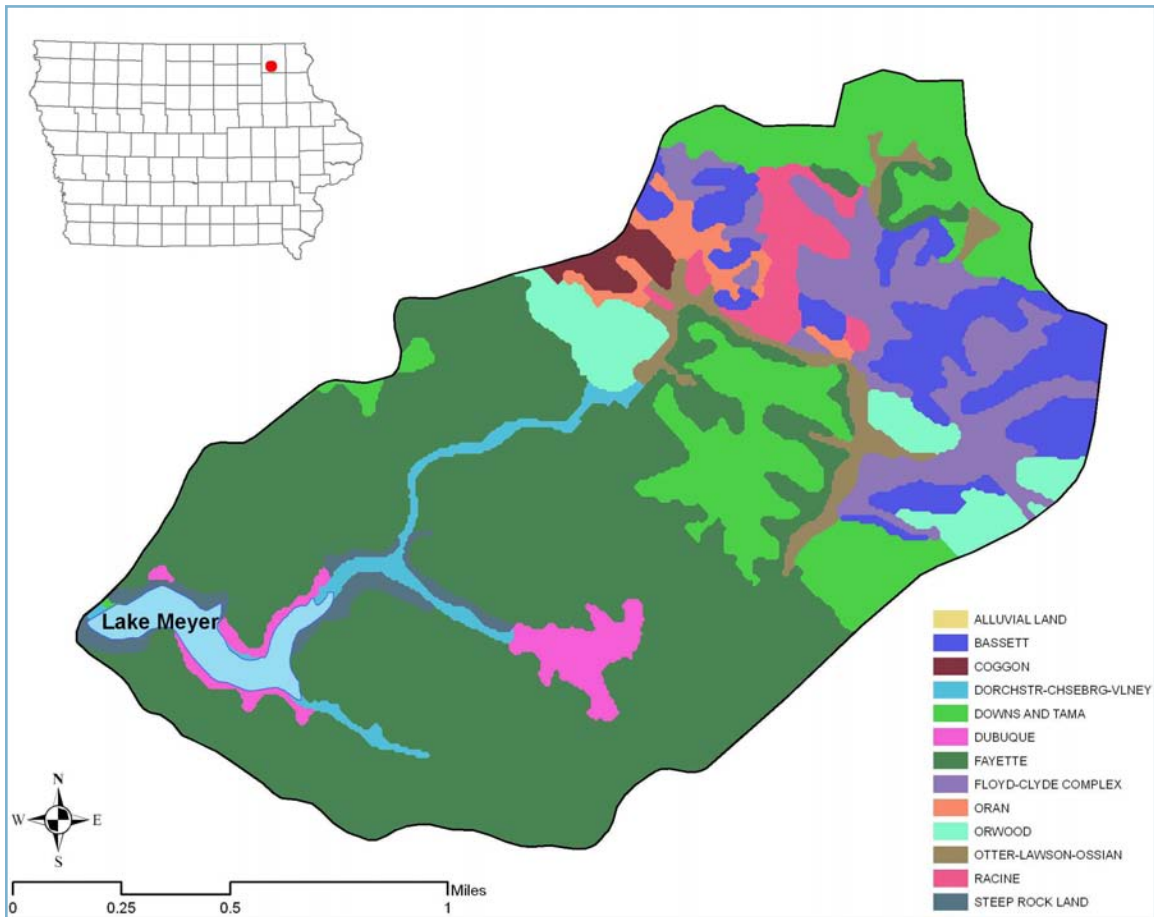 Lake Meyer
ALLUVIAL LAND
BASSETT
COGGON
DORCHSTR-CHSEBRG-VLNEY
DOWNS AND TAMA
DUBUQUE
FAYETTE
FLOYD-CLYDE COMPLEX
ORAN
ORWOOD
OTTER-LAWSON-OSSIAN
RACINE
STEEP ROCK LAND
N
W E
S
Miles
0 0.25 0.5 1